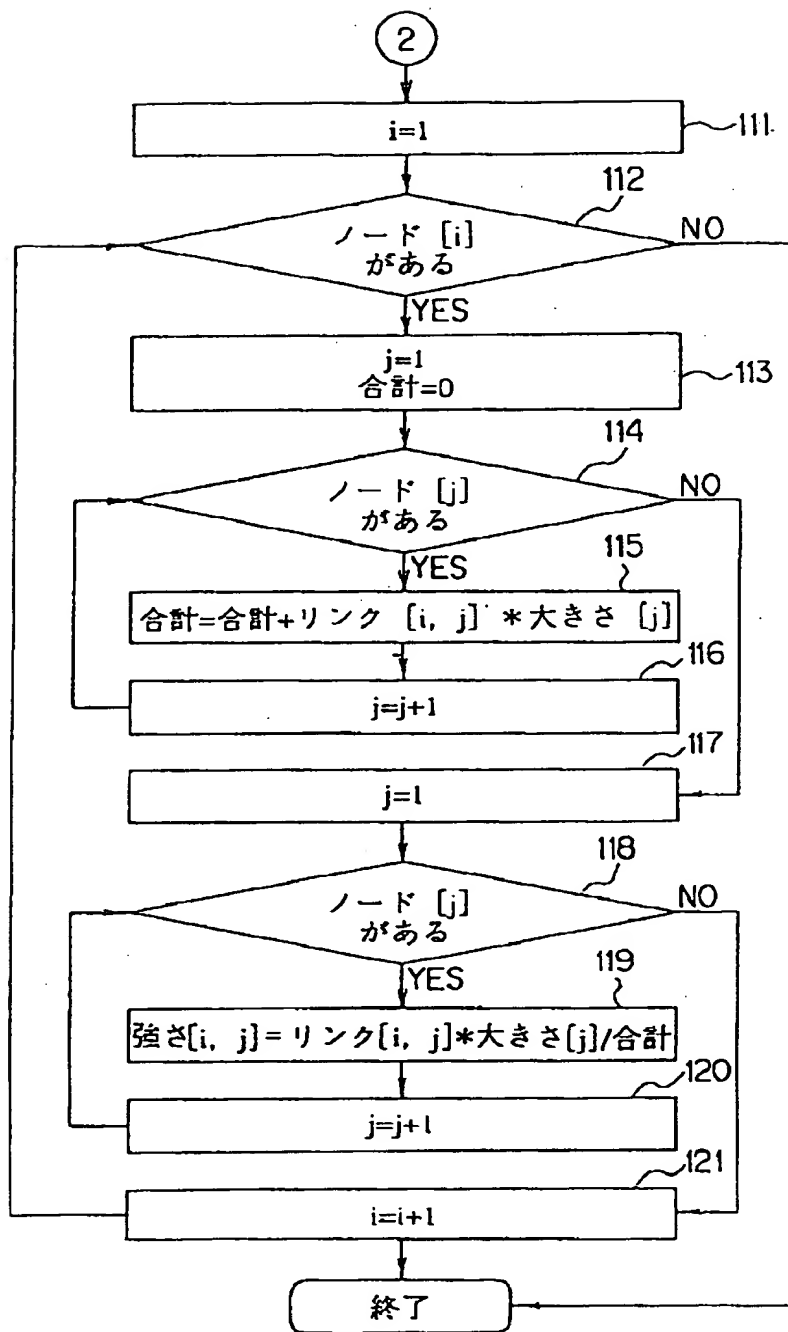 2
i=1
111
112
ノード [i]
がある
NO
YES
j=1
合計=0
113
114
ノード [j]
がある
NO
YES
115
合計=合計+リンク [i, j] *大きさ [j]
116
j=j+1
117
j=1
118
ノード [j]
がある
NO
YES
119
強さ[i, j]=リンク[i, j]*大きさ[j]/合計
120
j=j+1
121
i=i+1
終了